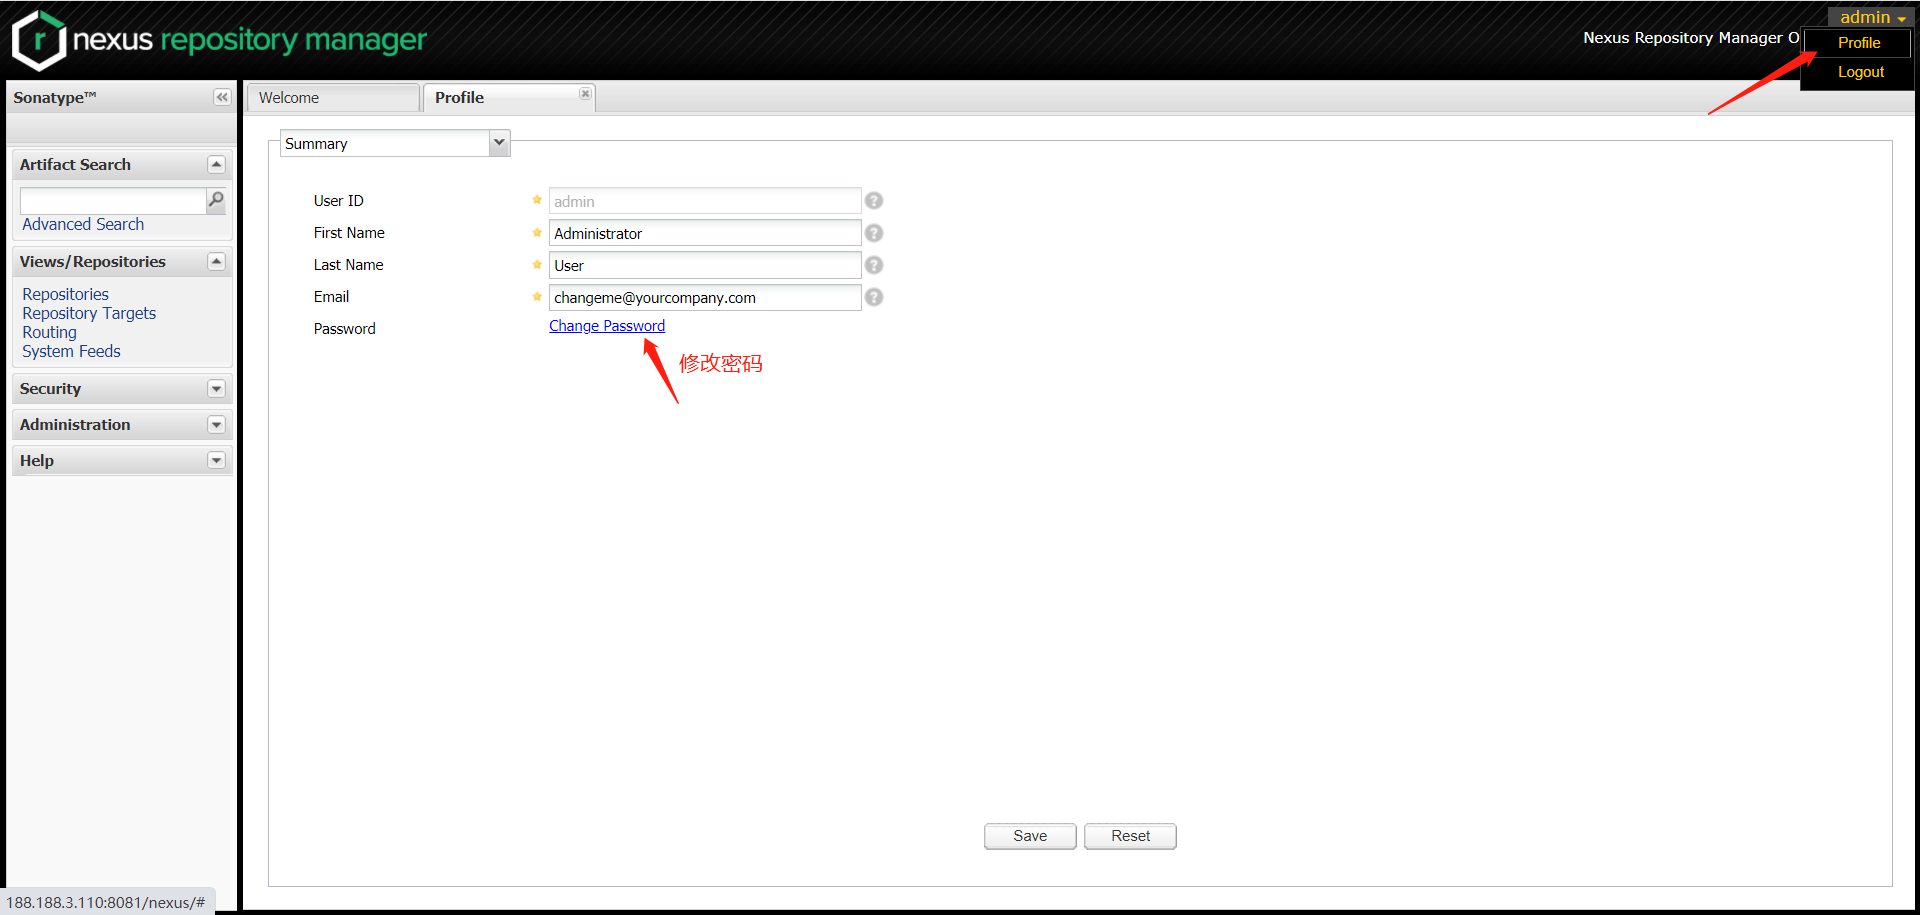 nexus repository manager
admin
Nexus Repository Manager O
Profile
Logout
Sonatype™
Welcome
Profile
Summary
Artifact Search
Advanced Search
Views/Repositories
Repositories
Repository Targets
Routing
System Feeds
Security
Administration
Help
User ID
admin
First Name
Administrator
Last Name
User
Email
changeme@yourcompany.com
Password
Change Password
修改密码
Save
Reset
188.188.3.110:8081/nexus/#